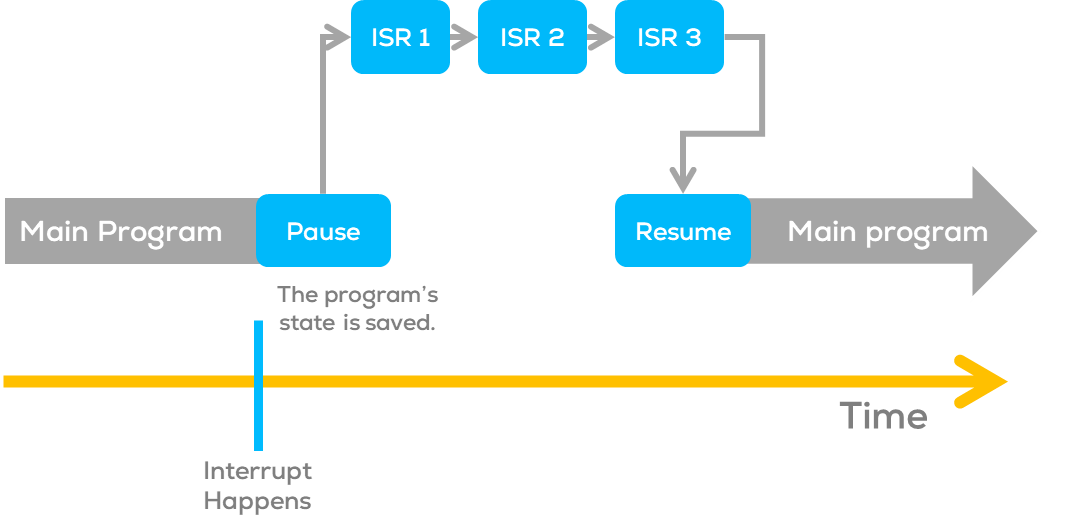 ISR 1
ISR 2
ISR 3
Main Program
Pause
Resume
Main program
The program’s
state is saved.
Time
Interrupt
Happens